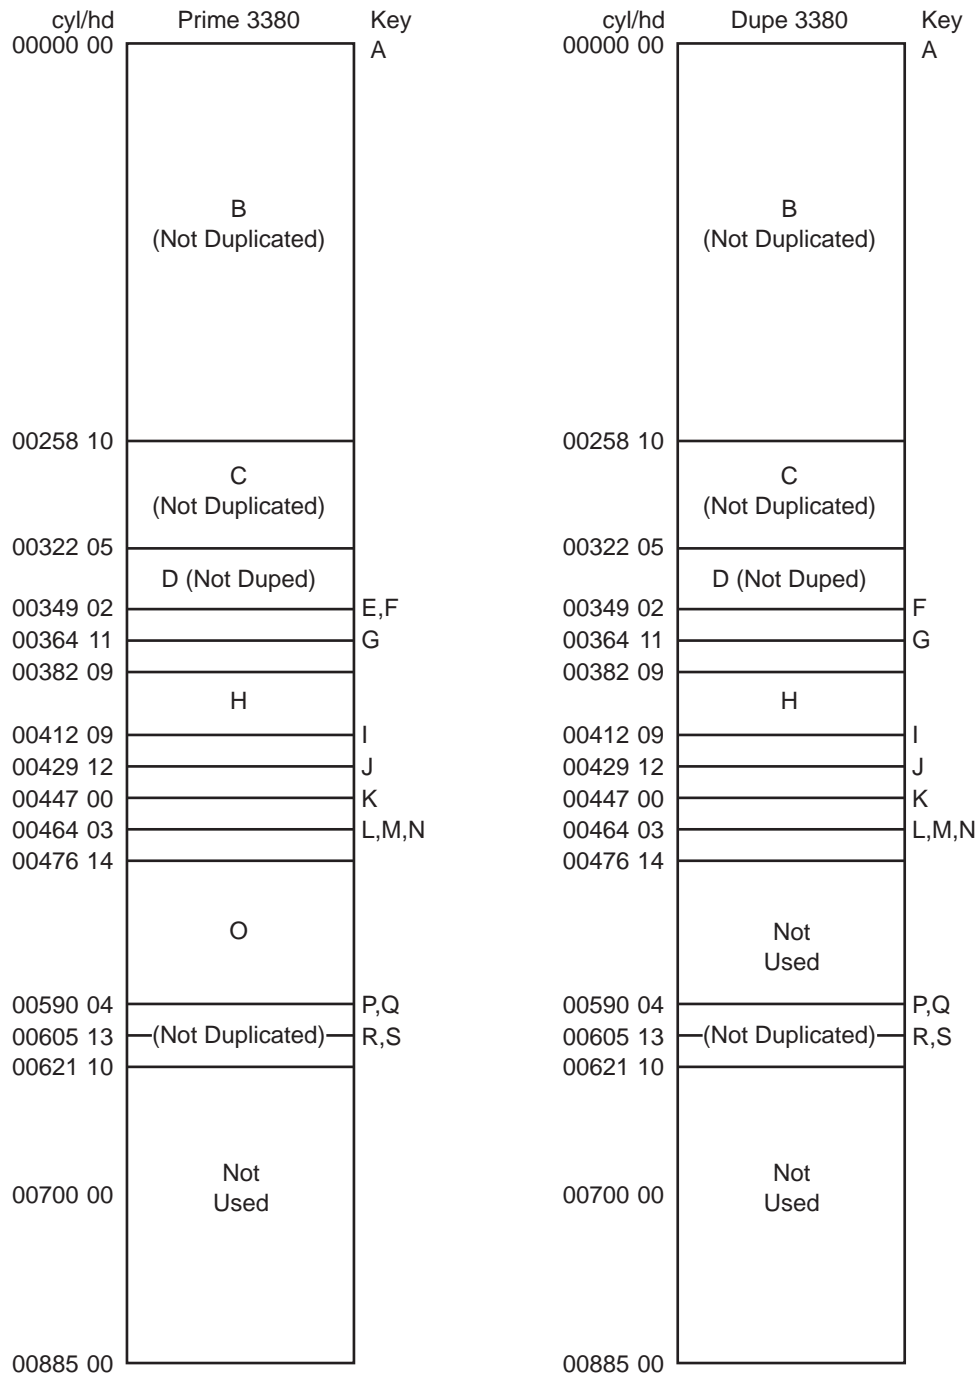 cyl/hd Prime 3380 Key
00000 00 A
B
(Not Duplicated)
00258 10
C
(Not Duplicated)
00322 05
D (Not Duped)
00349 02 E,F
00364 11 G
00382 09
H
00412 09 I
00429 12 J
00447 00 K
00464 03 L,M,N
00476 14
O
00590 04 P,Q
00605 13 (Not Duplicated) R,S
00621 10
Not
Used
00700 00
00885 00
cyl/hd Dupe 3380 Key
00000 00 A
B
(Not Duplicated)
00258 10
C
(Not Duplicated)
00322 05
D (Not Duped)
00349 02 F
00364 11 G
00382 09
H
00412 09 I
00429 12 J
00447 00 K
00464 03 L,M,N
00476 14
Not
Used
00590 04 P,Q
00605 13 (Not Duplicated) R,S
00621 10
Not
Used
00700 00
00885 00